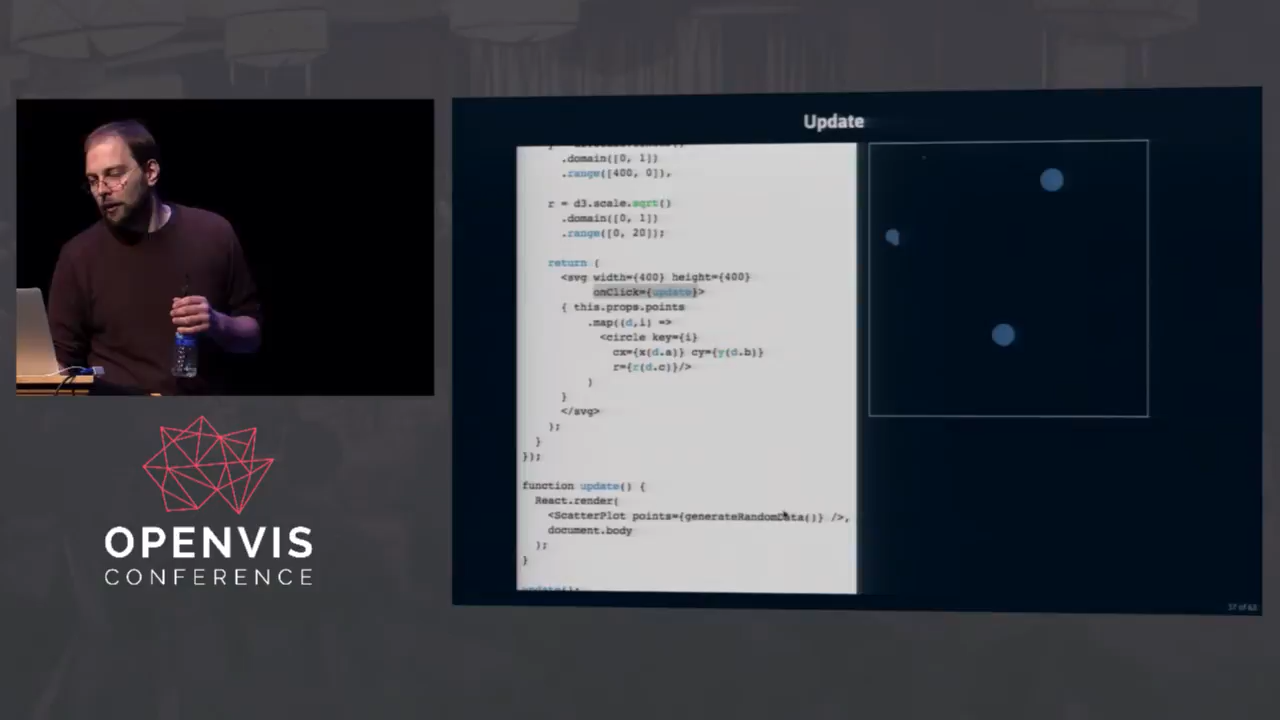 Update
.domain([0, 1])
.range([400, 0]),
r = d3.scale.sqrt()
.domain([0, 1])
.range([0, 20]);
return (
<svg width={400} height={400}
onClick={update}>
{ this.props.points
.map((d,i) =>
<circle key={i}
cx={x(d.a)} cy={y(d.b)}
r={r(d.c)}/>
)
}
</svg>
);
}
});
function update() {
React.render(
<ScatterPlot points={generateRandomData()} />,
document.body
);
}
update();
OPENVIS
CONFERENCE